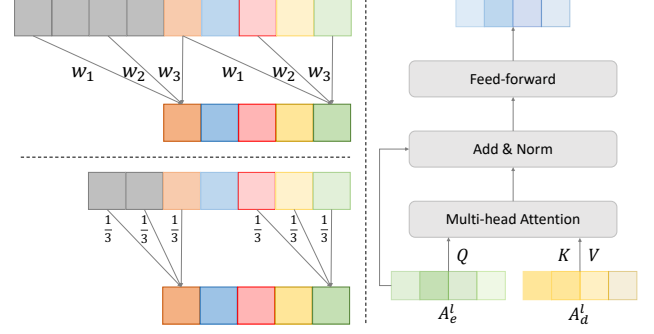 w₁ w₂ w₃ w₁ w₂ w₃
1/3 1/3 1/3 1/3 1/3 1/3
Feed-forward
Add & Norm
Multi-head Attention
Q K V
A_e^l A_d^l